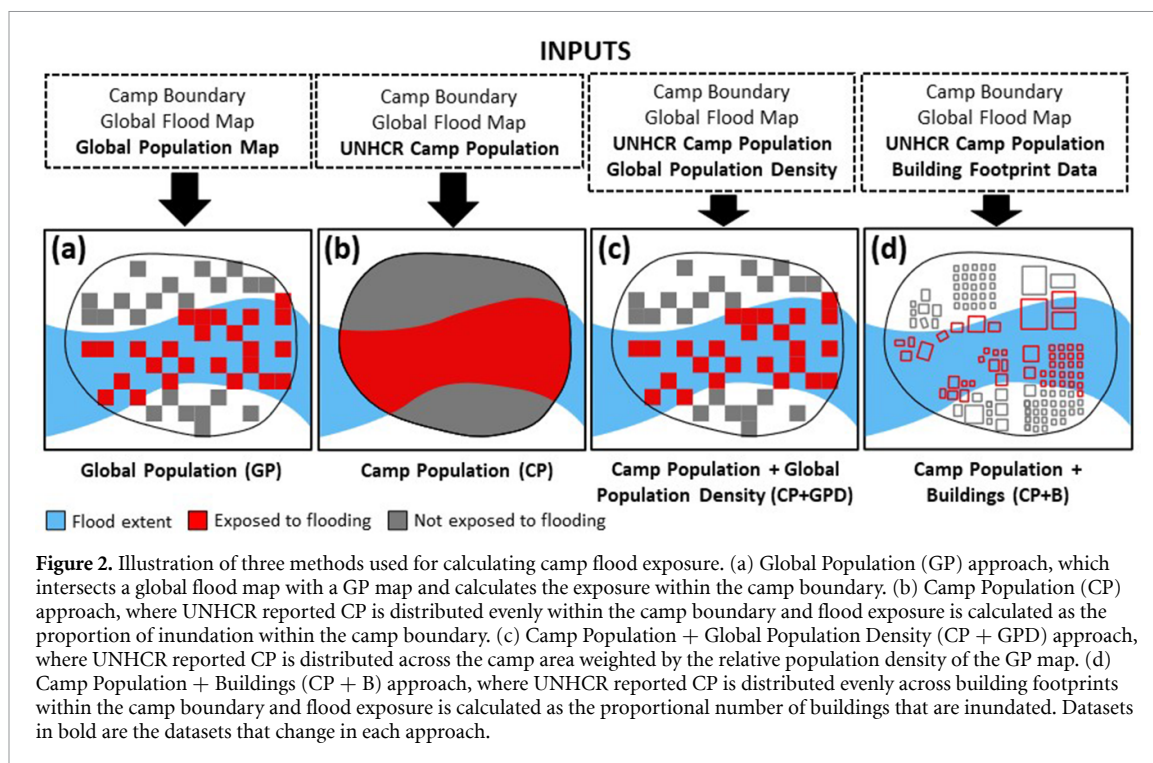 INPUTS
Camp Boundary
Global Flood Map
Global Population Map
Camp Boundary
Global Flood Map
UNHCR Camp Population
Camp Boundary
Global Flood Map
UNHCR Camp Population
Global Population Density
Camp Boundary
Global Flood Map
UNHCR Camp Population
Building Footprint Data
(a)
(b)
(c)
(d)
Global Population (GP)
Camp Population (CP)
Camp Population + Global
Population Density (CP+GPD)
Camp Population +
Buildings (CP+B)
Flood extent
Exposed to flooding
Not exposed to flooding
Figure 2. Illustration of three methods used for calculating camp flood exposure. (a) Global Population (GP) approach, which
intersects a global flood map with a GP map and calculates the exposure within the camp boundary. (b) Camp Population (CP)
approach, where UNHCR reported CP is distributed evenly within the camp boundary and flood exposure is calculated as the
proportion of inundation within the camp boundary. (c) Camp Population + Global Population Density (CP + GPD) approach,
where UNHCR reported CP is distributed across the camp area weighted by the relative population density of the GP map. (d)
Camp Population + Buildings (CP + B) approach, where UNHCR reported CP is distributed evenly across building footprints
within the camp boundary and flood exposure is calculated as the proportional number of buildings that are inundated. Datasets
in bold are the datasets that change in each approach.